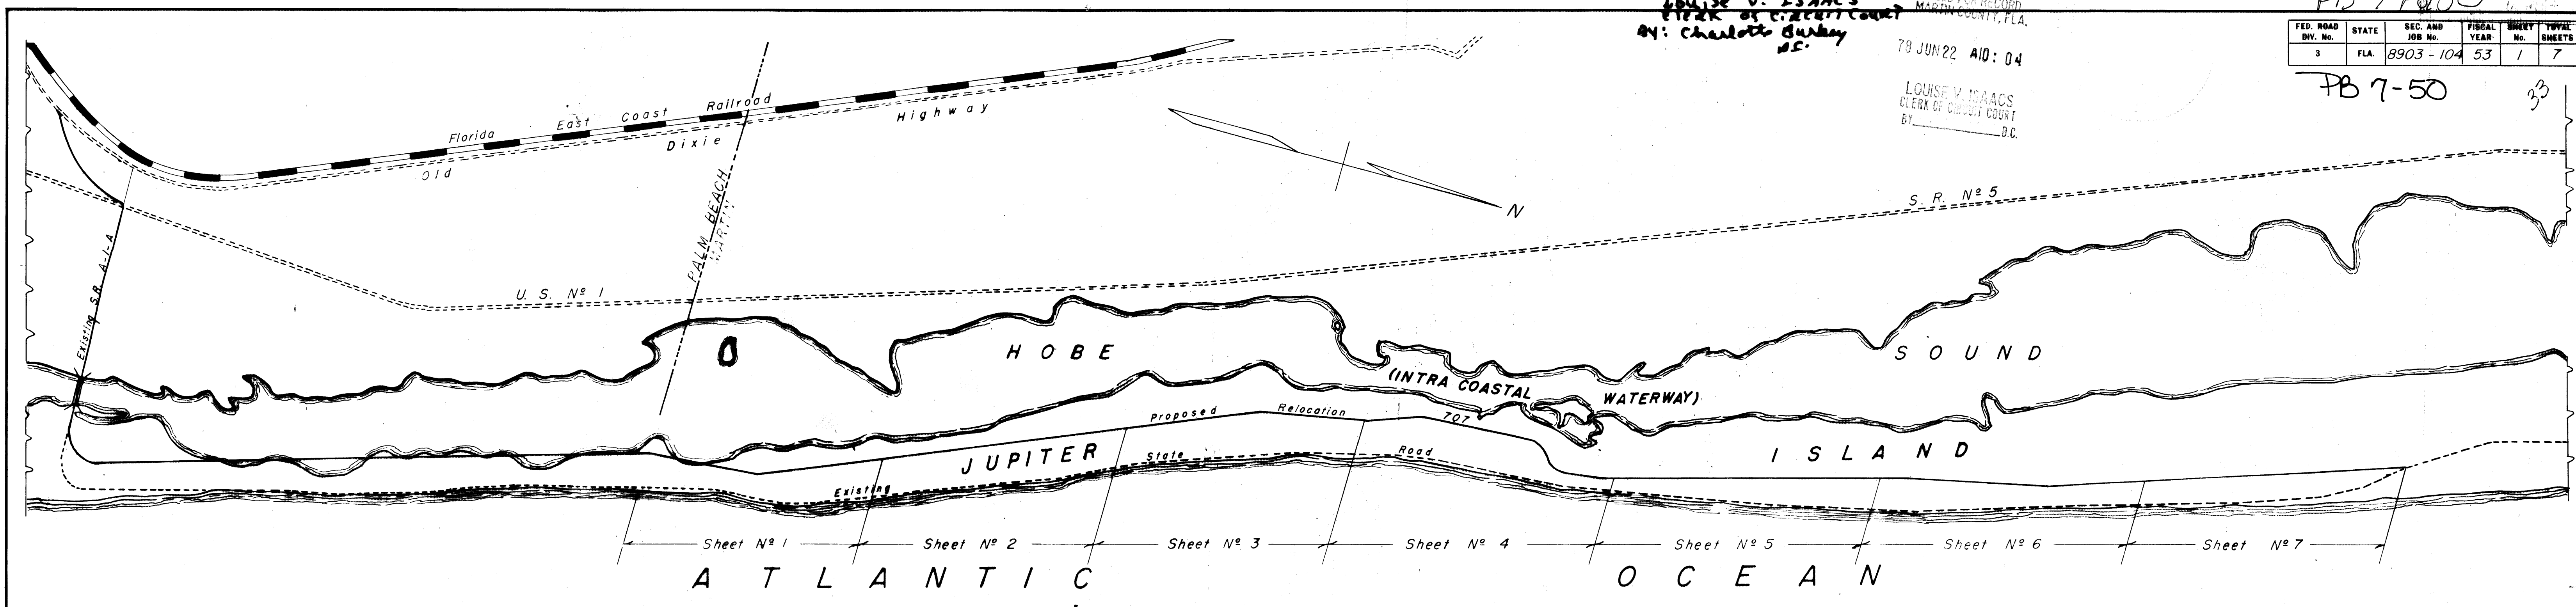 Louise V. ISAACS
Clerk of Circuit Court
BY: Charlotte Burkey
D.C.
RECORD
MARTIN COUNTY, FLA.
78 JUN 22 A10:04
LOUISE V. ISAACS
CLERK OF CIRCUIT COURT
BY D.C.
FED. ROAD DIV. No. STATE SEC. AND JOB No. FISCAL YEAR SHEET No. TOTAL SHEETS
3 FLA. 8903-104 53 1 7
PB 7-50
33
Florida East Coast Railroad
Old Dixie Highway
PALM BEACH
MARTIN
N
S. R. Nº 5
Existing S.R. A-1-A
U. S. Nº 1
HOBE SOUND
(INTRA COASTAL WATERWAY)
Proposed Relocation 707
JUPITER ISLAND
Existing State Road
Sheet Nº 1 Sheet Nº 2 Sheet Nº 3 Sheet Nº 4 Sheet Nº 5 Sheet Nº 6 Sheet Nº 7
ATLANTIC OCEAN